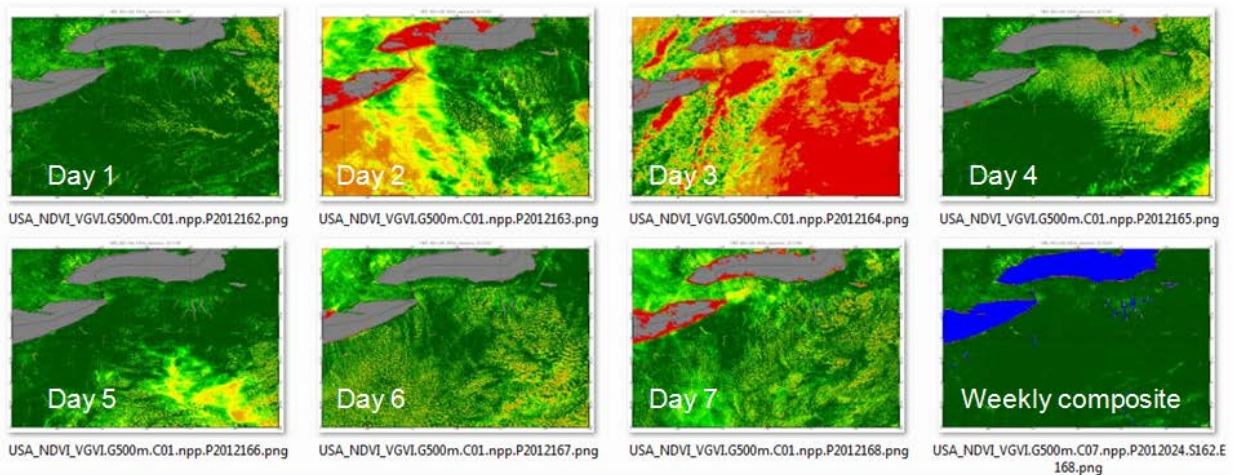 Day 1
Day 2
Day 3
Day 4
USA_NDVI_VGVI.G500m.C01.npp.P2012162.png
USA_NDVI_VGVI.G500m.C01.npp.P2012163.png
USA_NDVI_VGVI.G500m.C01.npp.P2012164.png
USA_NDVI_VGVI.G500m.C01.npp.P2012165.png
Day 5
Day 6
Day 7
Weekly composite
USA_NDVI_VGVI.G500m.C01.npp.P2012166.png
USA_NDVI_VGVI.G500m.C01.npp.P2012167.png
USA_NDVI_VGVI.G500m.C01.npp.P2012168.png
USA_NDVI_VGVI.G500m.C07.npp.P2012024.S162.E
168.png